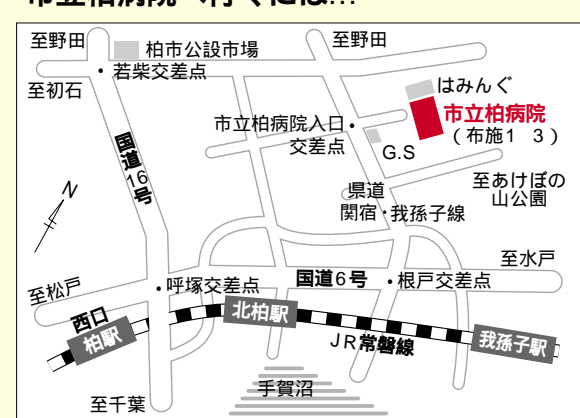 市立柏病院へ行くには…
至野田
柏市公設市場
至野田
若柴交差点
至初石
はみんぐ
市立柏病院
（布施1 3）
市立柏病院入口
交差点
G.S
国道16号
N
県道
関宿・我孫子線
至あけぼの
山公園
至水戸
国道6号
根戸交差点
呼塚交差点
至松戸
西口
柏駅
北柏駅
JR常磐線
我孫子駅
手賀沼
至千葉